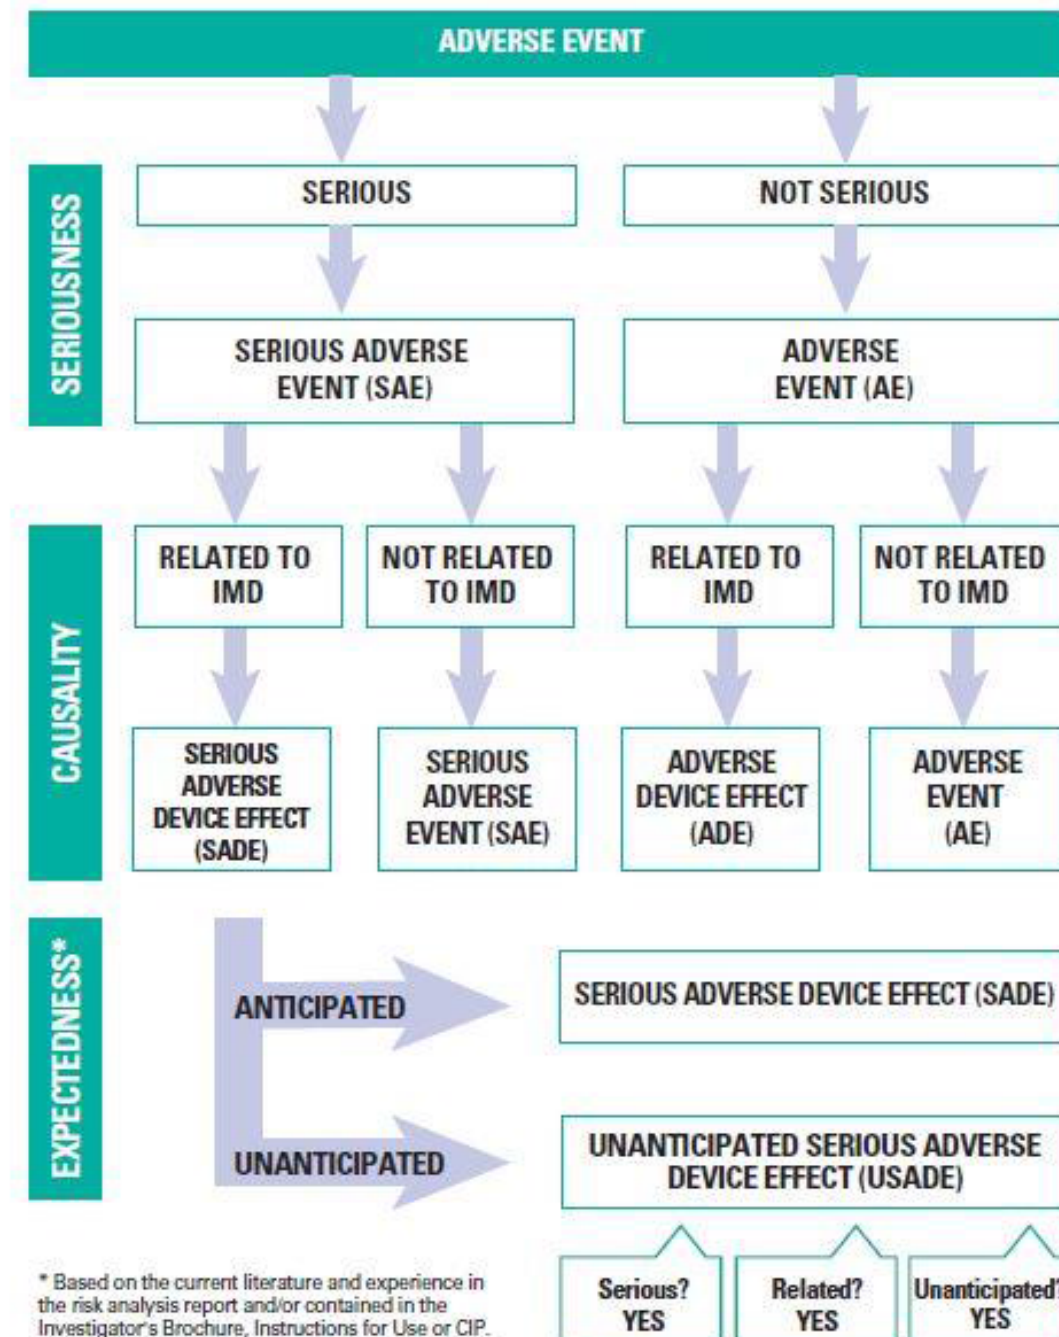 ADVERSE EVENT
SERIOUSNESS
SERIOUS
NOT SERIOUS
SERIOUS ADVERSE
EVENT (SAE)
ADVERSE
EVENT (AE)
CAUSALITY
RELATED TO
IMD
NOT RELATED
TO IMD
RELATED TO
IMD
NOT RELATED
TO IMD
SERIOUS
ADVERSE
DEVICE EFFECT
(SADE)
SERIOUS
ADVERSE
EVENT (SAE)
ADVERSE
DEVICE EFFECT
(ADE)
ADVERSE
EVENT
(AE)
EXPECTEDNESS*
ANTICIPATED
SERIOUS ADVERSE DEVICE EFFECT (SADE)
UNANTICIPATED
UNANTICIPATED SERIOUS ADVERSE
DEVICE EFFECT (USADE)
Serious?
YES
Related?
YES
Unanticipated?
YES
* Based on the current literature and experience in
the risk analysis report and/or contained in the
Investigator's Brochure, Instructions for Use or CIP.